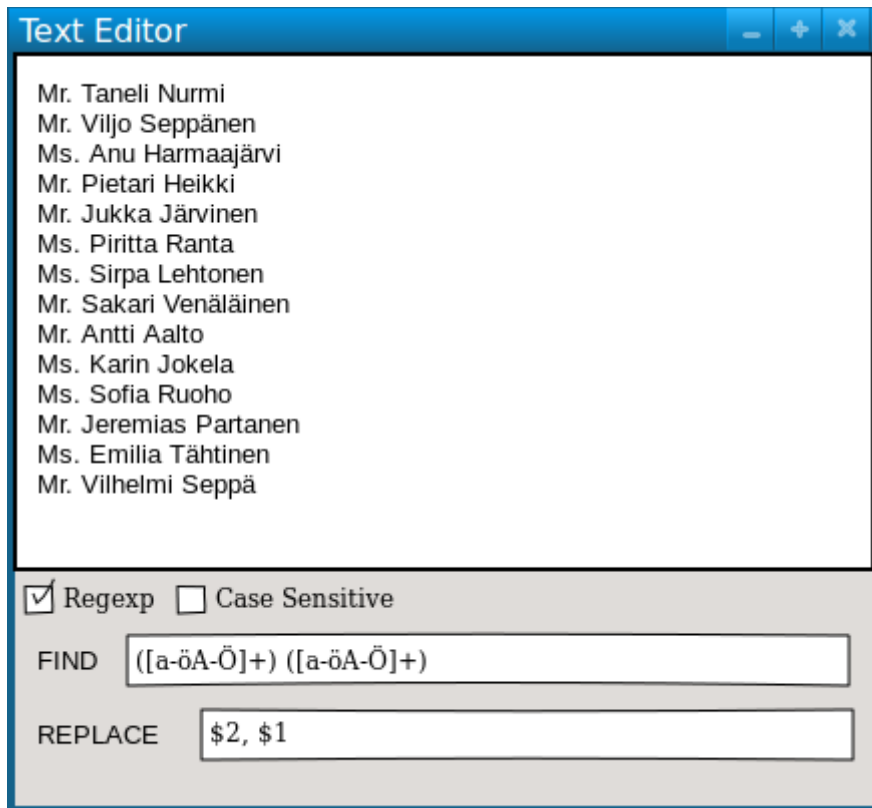 Text Editor
Mr. Taneli Nurmi
Mr. Viljo Seppänen
Ms. Anu Harmaajärvi
Mr. Pietari Heikki
Mr. Jukka Järvinen
Ms. Piritta Ranta
Ms. Sirpa Lehtonen
Mr. Sakari Venäläinen
Mr. Antti Aalto
Ms. Karin Jokela
Ms. Sofia Ruoho
Mr. Jeremias Partanen
Ms. Emilia Tähtinen
Mr. Vilhelmi Seppä
Regexp Case Sensitive
FIND ([a-öA-Ö]+) ([a-öA-Ö]+)
REPLACE $2, $1